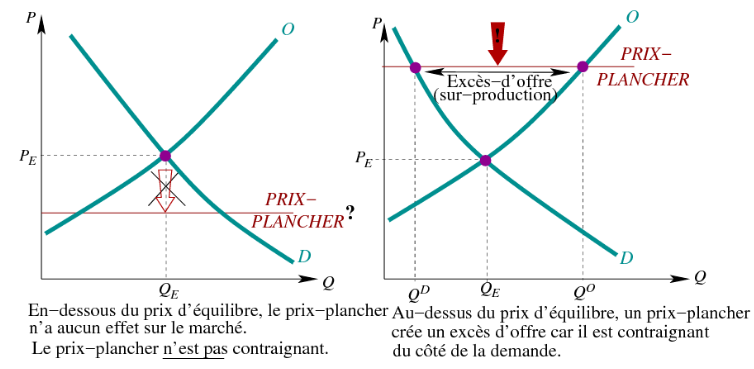 P
O
PRIX-
PLANCHER ?
P_E
D
Q_E
Q
En-dessous du prix d'équilibre, le prix-plancher
n'a aucun effet sur le marché.
Le prix-plancher n'est pas contraignant.
P
!
O
PRIX-
PLANCHER
Excès-d'offre
(sur-production)
P_E
D
Q^D
Q_E
Q^O
Q
Au-dessus du prix d'équilibre, un prix-plancher
crée un excès d'offre car il est contraignant
du côté de la demande.